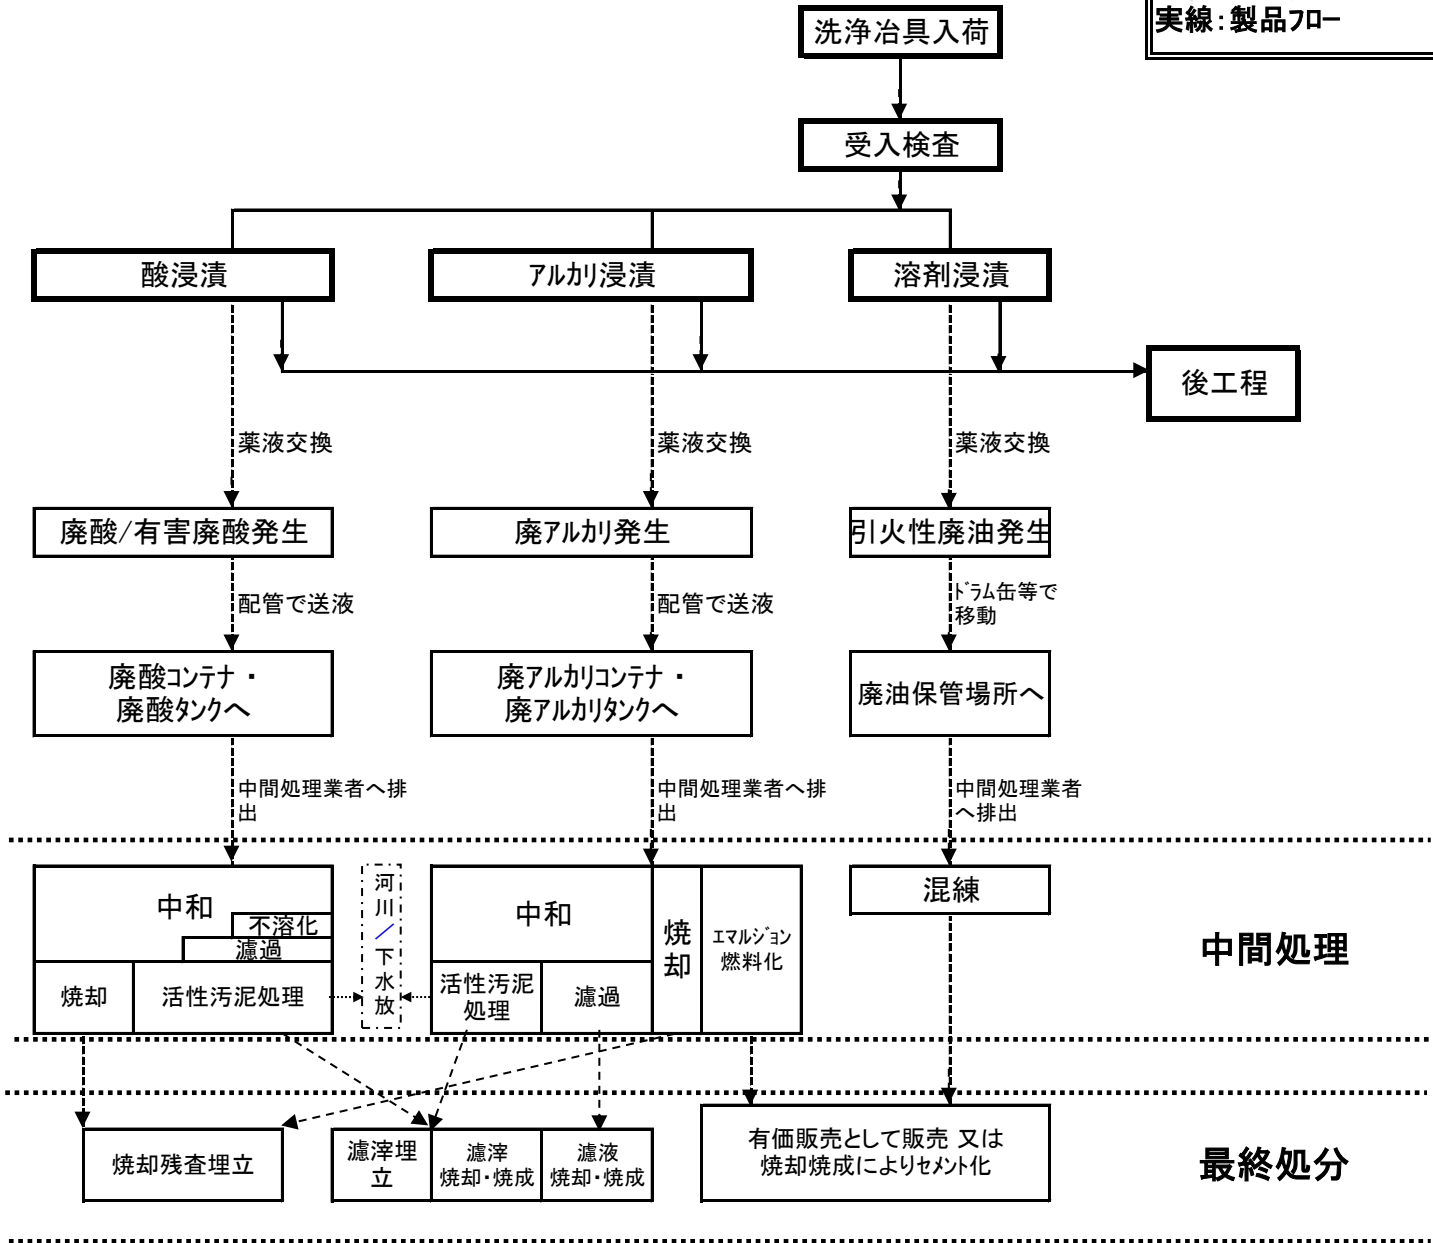 実線:製品ﾌﾛｰ
洗浄冶具入荷
受入検査
酸浸漬
ｱﾙｶﾘ浸漬
溶剤浸漬
後工程
薬液交換
薬液交換
薬液交換
廃酸/有害廃酸発生
廃ｱﾙｶﾘ発生
引火性廃油発生
配管で送液
配管で送液
ﾄﾞﾗﾑ缶等で
移動
廃酸ｺﾝﾃﾅ・
廃酸ﾀﾝｸへ
廃ｱﾙｶﾘｺﾝﾃﾅ・
廃ｱﾙｶﾘﾀﾝｸへ
廃油保管場所へ
中間処理業者へ排
出
中間処理業者へ排
出
中間処理業者
へ排出
中和
不溶化
濾過
焼却
活性汚泥処理
河川/下水放
中和
活性汚泥
処理
濾過
焼却
ｴﾏﾙｼﾞｮﾝ
燃料化
混練
中間処理
焼却残査埋立
濾滓埋
立
濾滓
焼却・焼成
濾液
焼却・焼成
有価販売として販売 又は
焼却焼成によりｾﾒﾝﾄ化
最終処分